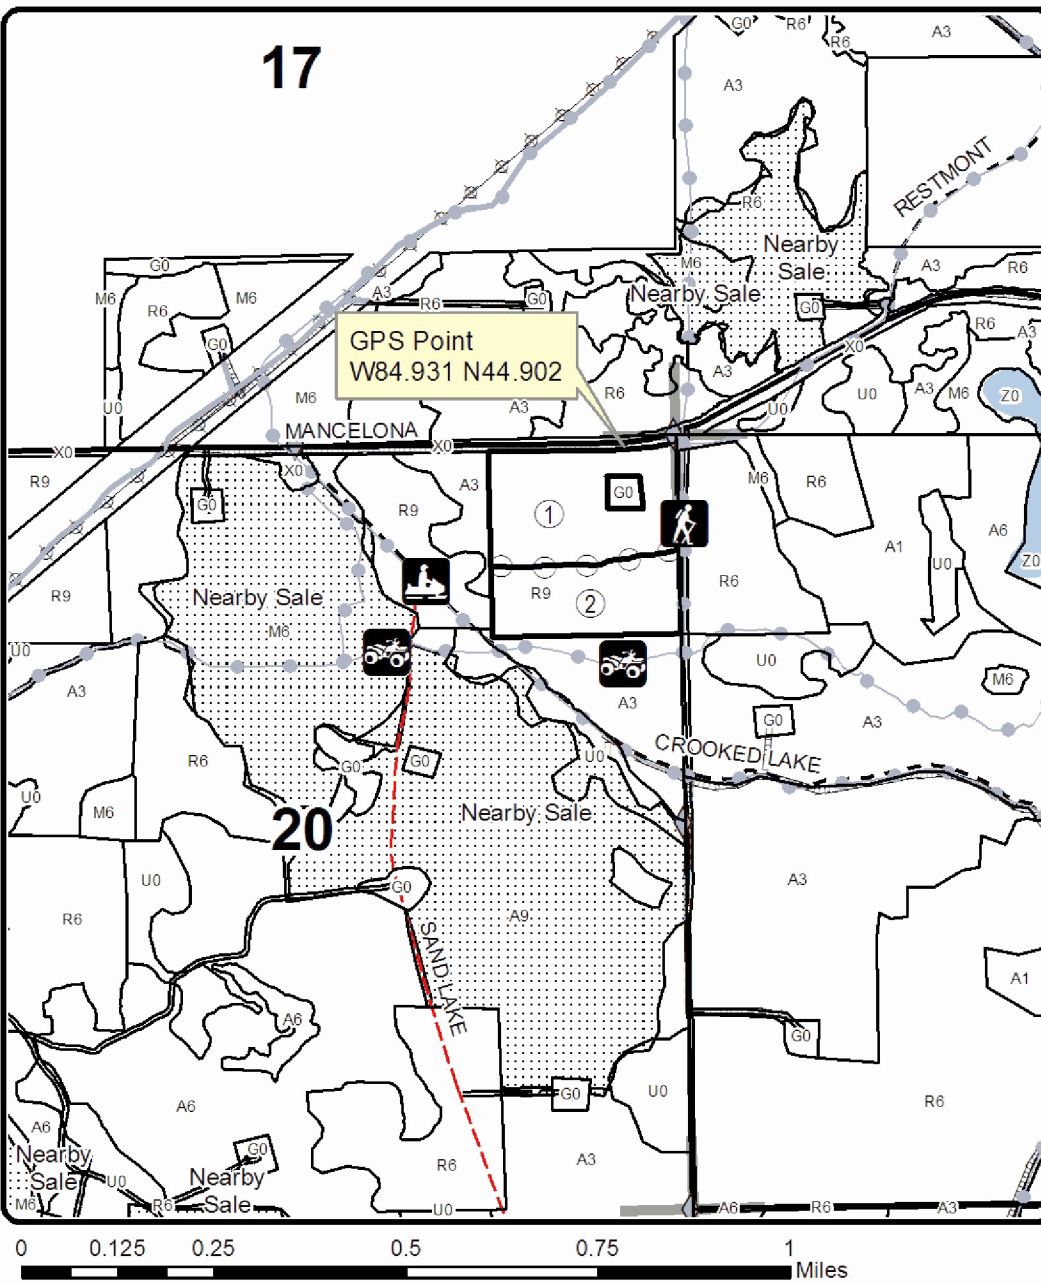 17
G0
R6
R6
A3
A3
RESTMONT
R6
Nearby
Sale
G0
M6
A3
R6
M6
R6
M6
A3
R6
G0
Nearby Sale
G0
R6
A3
X0
G0
GPS Point
W84.931 N44.902
A3
R6
U0
A3
M6
Z0
U0
M6
A3
U0
MANCELONA
X0
X0
X0
R9
A3
M6
R6
G0
R9
1
G0
A6
A1
U0
Z0
R9
Nearby Sale
R9
2
R6
M6
U0
U0
A3
A3
M6
G0
A3
R6
G0
G0
U0
CROOKED LAKE
U0
M6
20
Nearby Sale
U0
G0
A3
R6
A9
SAND LAKE
A1
A6
G0
A6
G0
U0
R6
A6
G0
Nearby
Sale
R6
A3
U0
Nearby
Sale
M6
R6
U0
A6
R6
A3
0
0.125
0.25
0.5
0.75
1
Miles